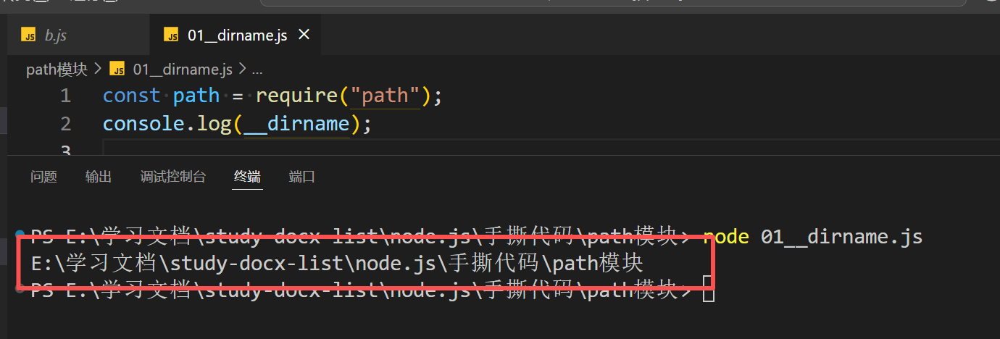 b.js
01__dirname.js
path模块 > 01__dirname.js > ...
1 const path = require("path");
2 console.log(__dirname);
3
问题 输出 调试控制台 终端 端口
PS E:\学习文档\study-docx-list\node.js\手撕代码\path模块> node 01__dirname.js
E:\学习文档\study-docx-list\node.js\手撕代码\path模块
PS E:\学习文档\study-docx-list\node.js\手撕代码\path模块>